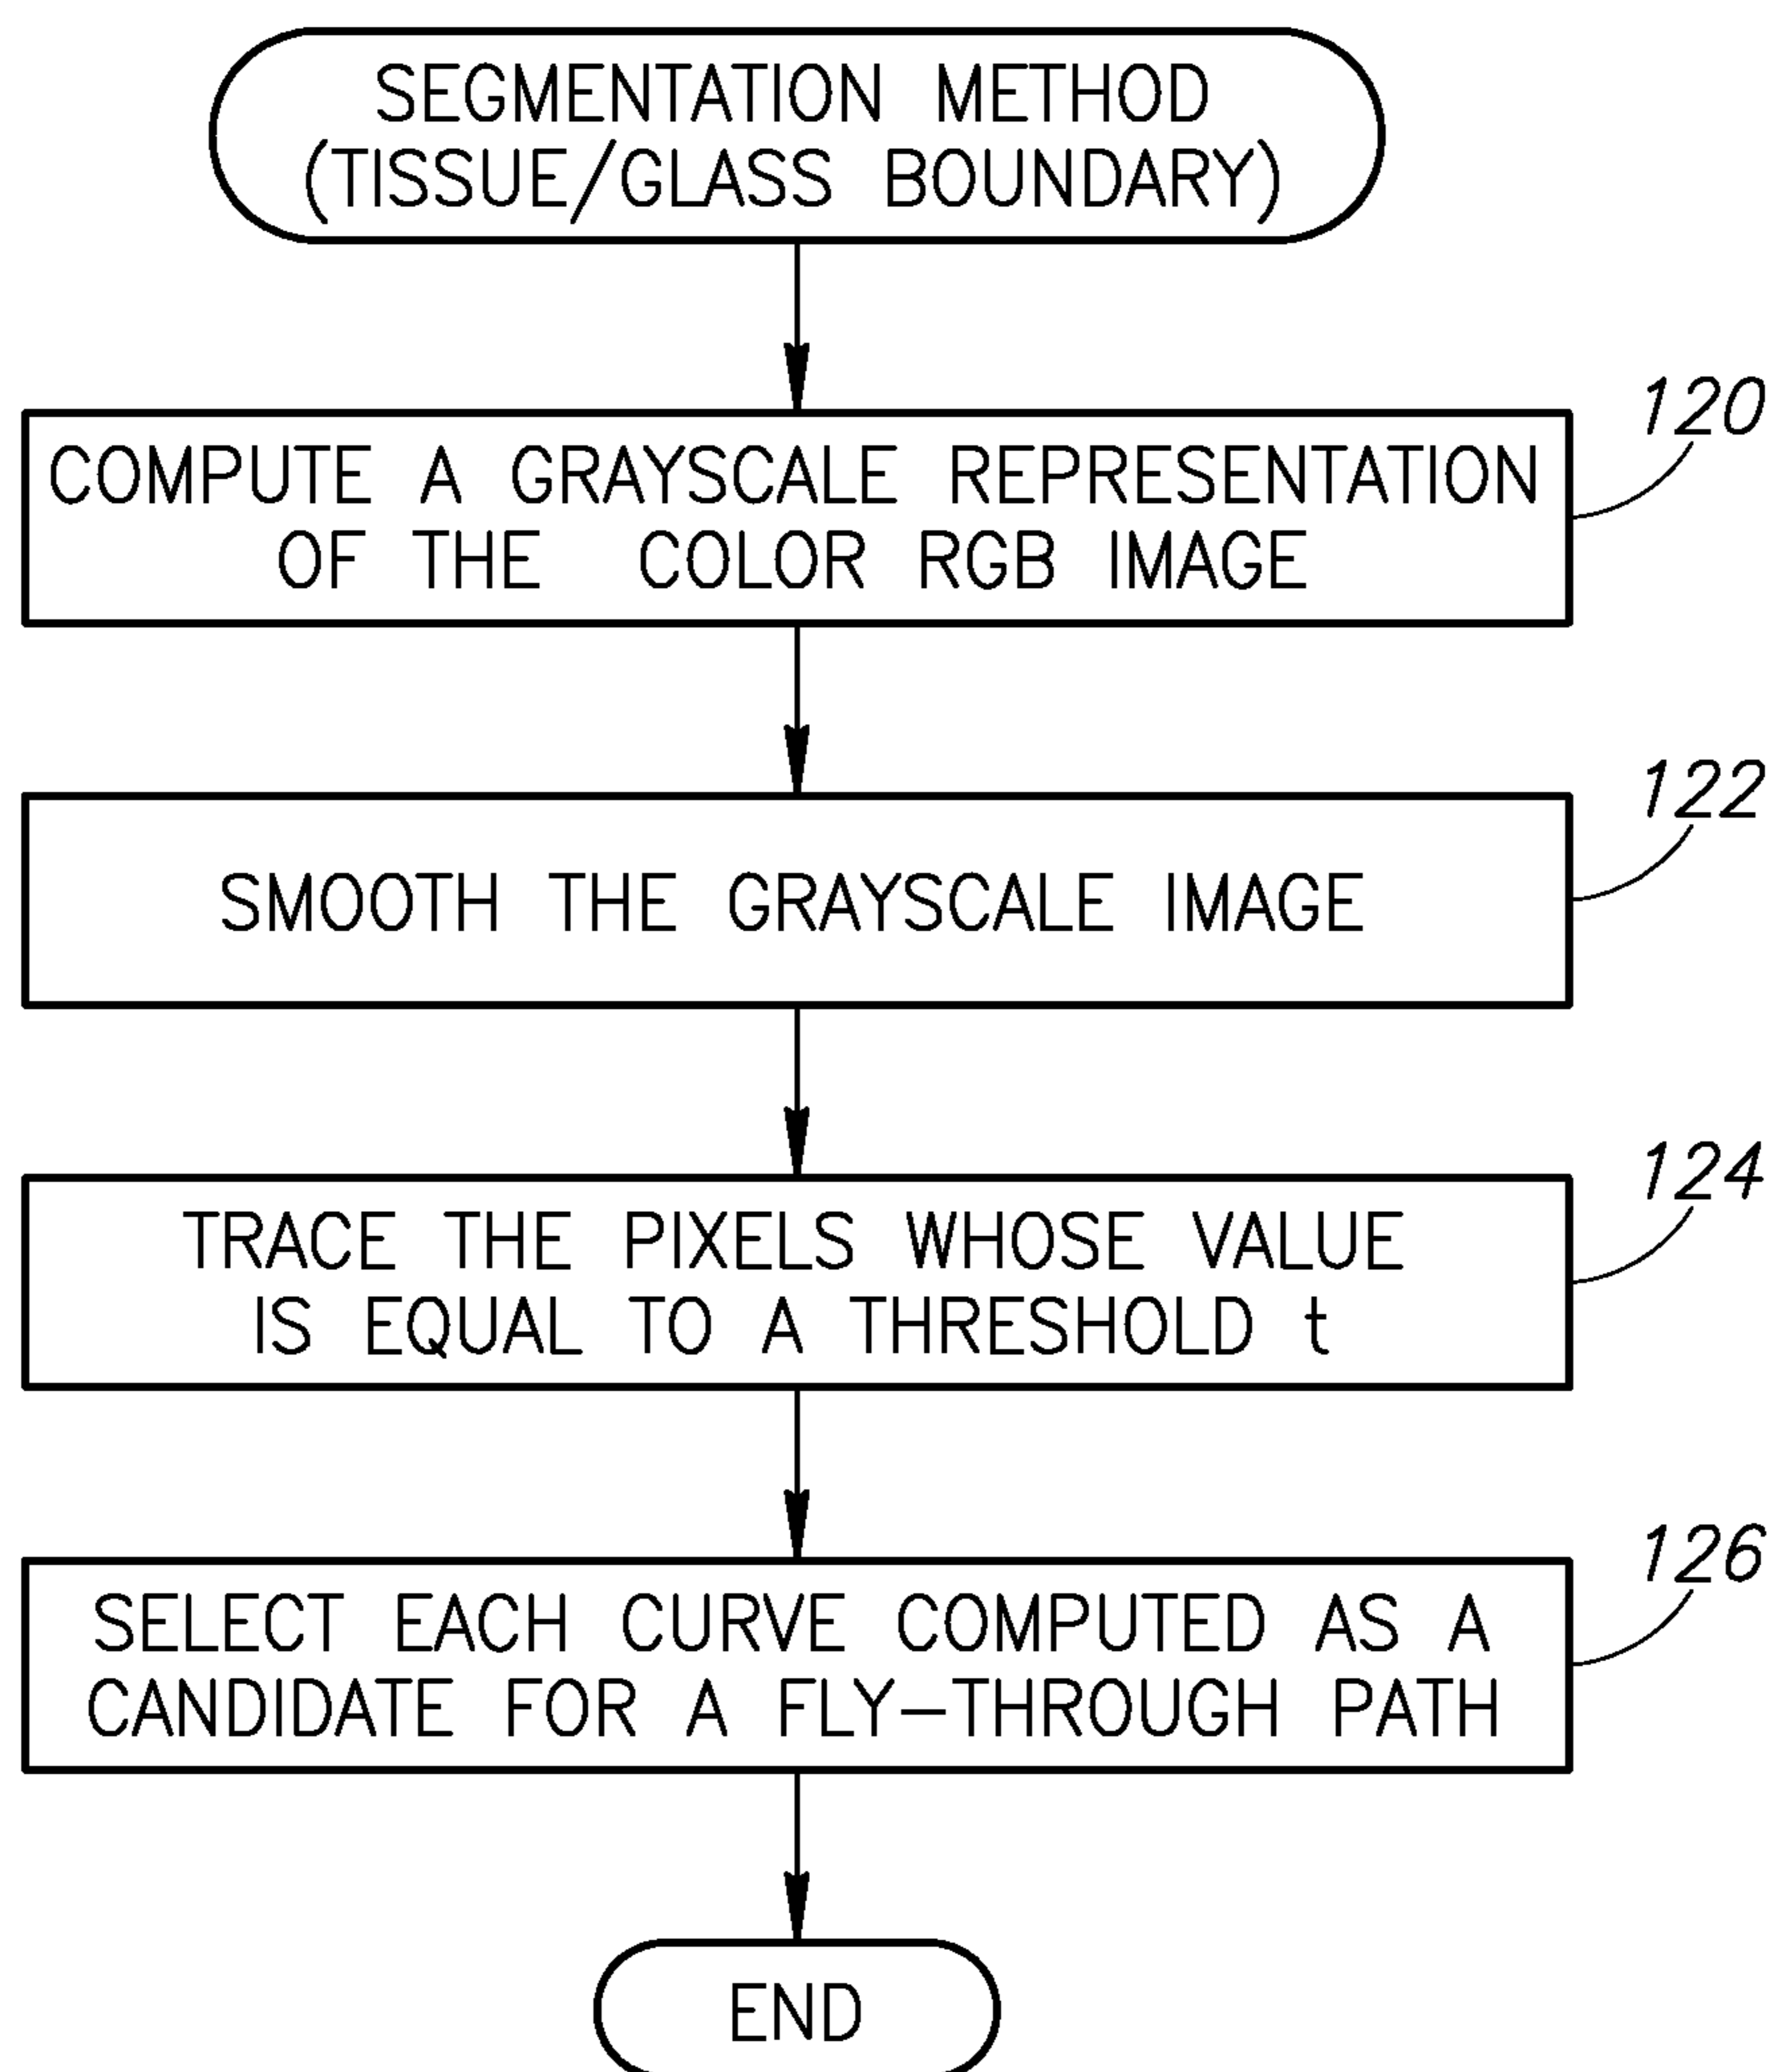 SEGMENTATION METHOD
(TISSUE/GLASS BOUNDARY)
120
COMPUTE A GRAYSCALE REPRESENTATION
OF THE COLOR RGB IMAGE
122
SMOOTH THE GRAYSCALE IMAGE
124
TRACE THE PIXELS WHOSE VALUE
IS EQUAL TO A THRESHOLD t
126
SELECT EACH CURVE COMPUTED AS A
CANDIDATE FOR A FLY-THROUGH PATH
END